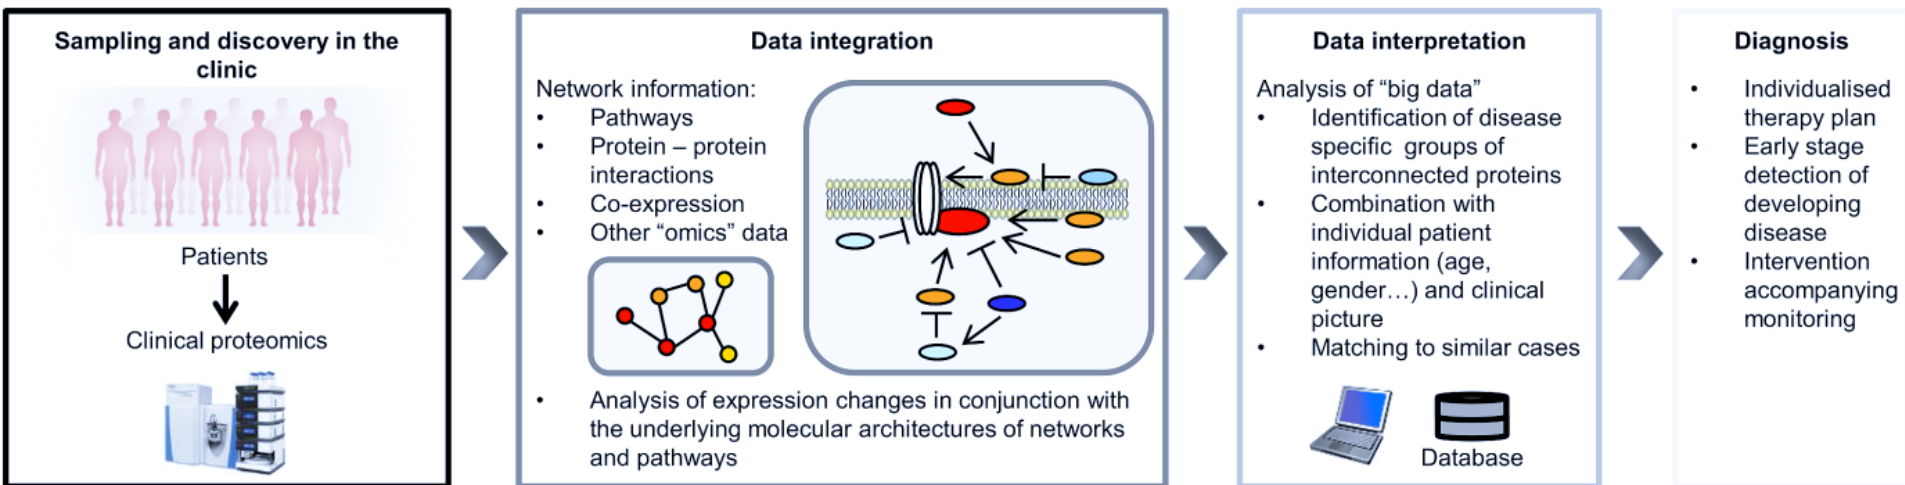 Sampling and discovery in the
clinic
Patients
Clinical proteomics
Data integration
Network information:
• Pathways
• Protein – protein
interactions
• Co-expression
• Other “omics” data
• Analysis of expression changes in conjunction with
the underlying molecular architectures of networks
and pathways
Data interpretation
Analysis of “big data”
• Identification of disease
specific groups of
interconnected proteins
• Combination with
individual patient
information (age,
gender…) and clinical
picture
• Matching to similar cases
Database
Diagnosis
• Individualised
therapy plan
• Early stage
detection of
developing
disease
• Intervention
accompanying
monitoring